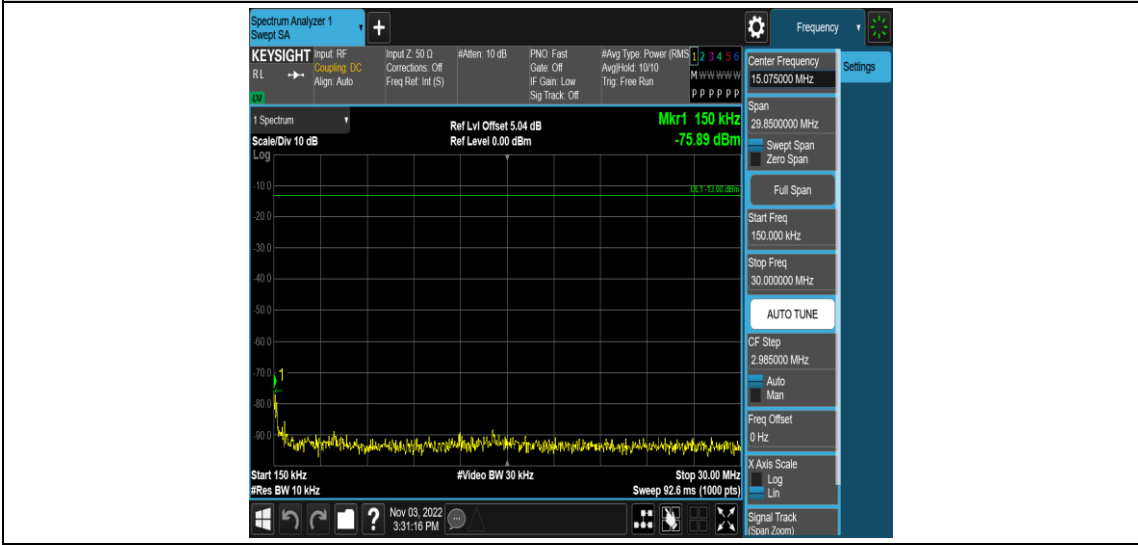 Spectrum Analyzer 1
Swept SA
+
Frequency
KEYSIGHT
RL
LM
Input: RF
Coupling: DC
Align: Auto
Input Z: 50 Ω
Corrections: Off
Freq Ref: Int (S)
#Atten: 10 dB
PNO: Fast
Gate: Off
IF Gain: Low
Sig Track: Off
#Avg Type: Power (RMS
Avg|Hold: 10/10
Trig: Free Run
1 2 3 4 5 6
M W W W W W
P P P P P P
1 Spectrum
Scale/Div 10 dB
Log
Ref Lvl Offset 5.04 dB
Ref Level 0.00 dBm
Mkr1 150 kHz
-75.89 dBm
DL1 -13.00 dBm
-10.0
-20.0
-30.0
-40.0
-50.0
-60.0
-70.0
1
-80.0
-90.0
Start 150 kHz
#Video BW 30 kHz
Stop 30.00 MHz
#Res BW 10 kHz
Sweep 92.6 ms (1000 pts)
?
Nov 03, 2022
3:31:16 PM
Center Frequency
15.075000 MHz
Settings
Span
29.8500000 MHz
Swept Span
Zero Span
Full Span
Start Freq
150.000 kHz
Stop Freq
30.000000 MHz
AUTO TUNE
CF Step
2.985000 MHz
Auto
Man
Freq Offset
0 Hz
X Axis Scale
Log
Lin
Signal Track
(Span Zoom)